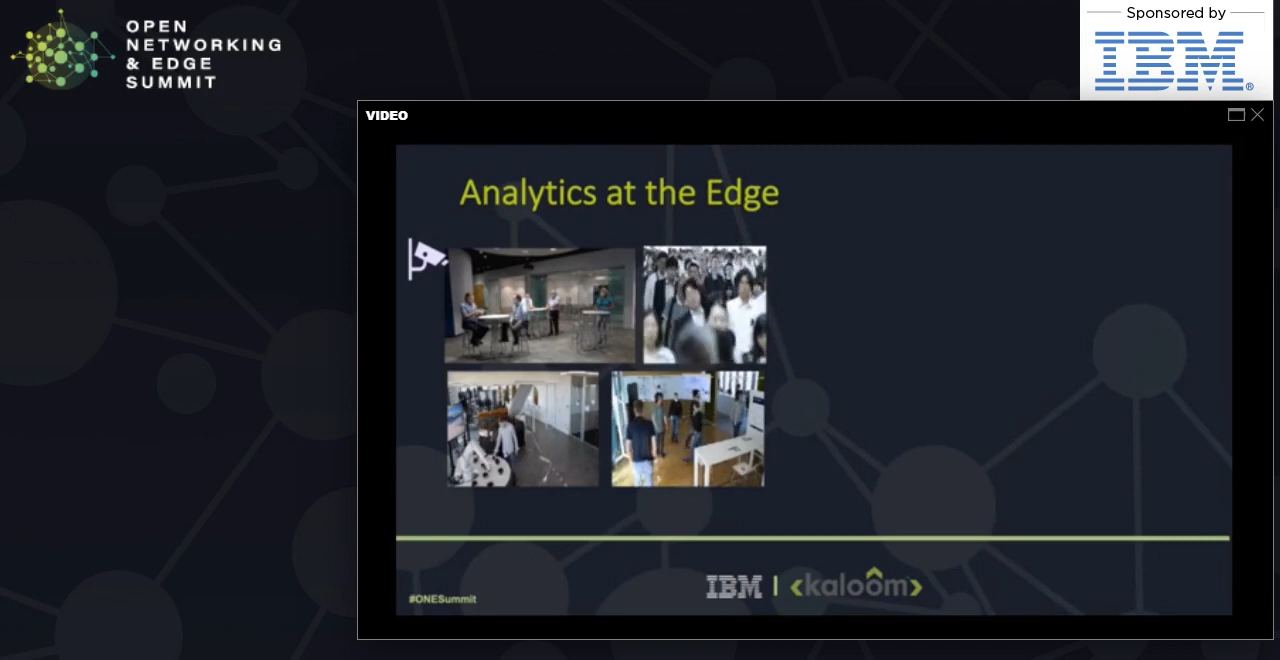 OPEN
NETWORKING
& EDGE
SUMMIT
Sponsored by
IBM®
VIDEO
Analytics at the Edge
IBM | <kaloom>
#ONESummit